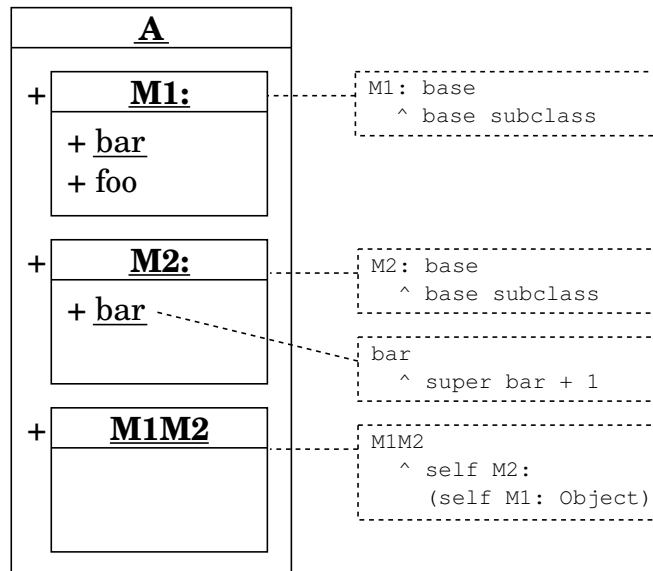 A
+ M1:
+ bar
+ foo
M1: base
^ base subclass
+ M2:
+ bar
M2: base
^ base subclass
bar
^ super bar + 1
+ M1M2
M1M2
^ self M2:
(self M1: Object)